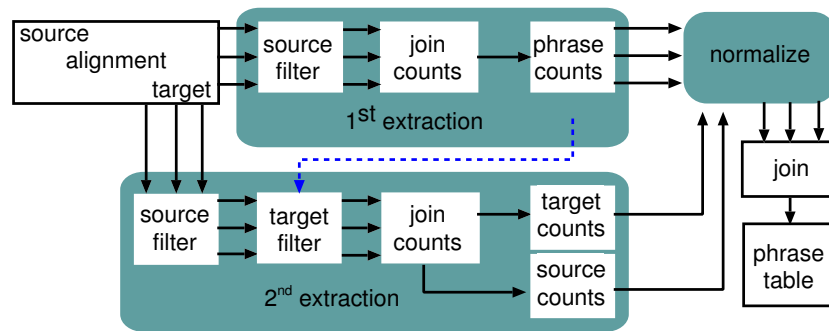 source
alignment
target
source
filter
join
counts
phrase
counts
1st extraction
normalize
join
phrase
table
source
filter
target
filter
join
counts
target
counts
source
counts
2nd extraction